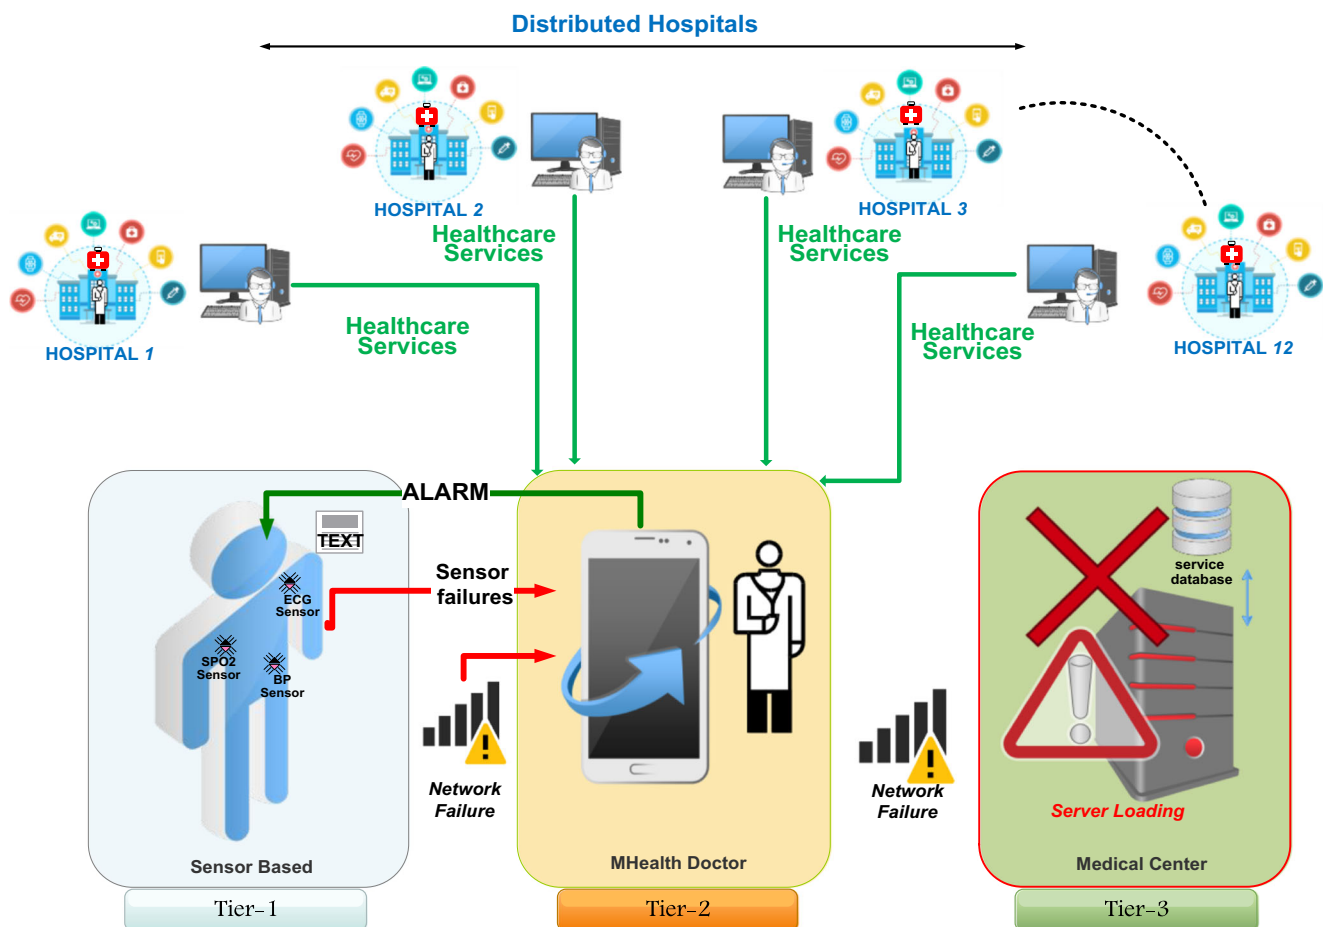 Distributed Hospitals
HOSPITAL 2
HOSPITAL 3
Healthcare
Services
Healthcare
Services
HOSPITAL 1
HOSPITAL 12
Healthcare
Services
Healthcare
Services
ALARM
TEXT
Sensor
failures
ECG
Sensor
SPO2
Sensor
BP
Sensor
service
database
Network
Failure
Network
Failure
Server Loading
Sensor Based
MHealth Doctor
Medical Center
Tier-1
Tier-2
Tier-3